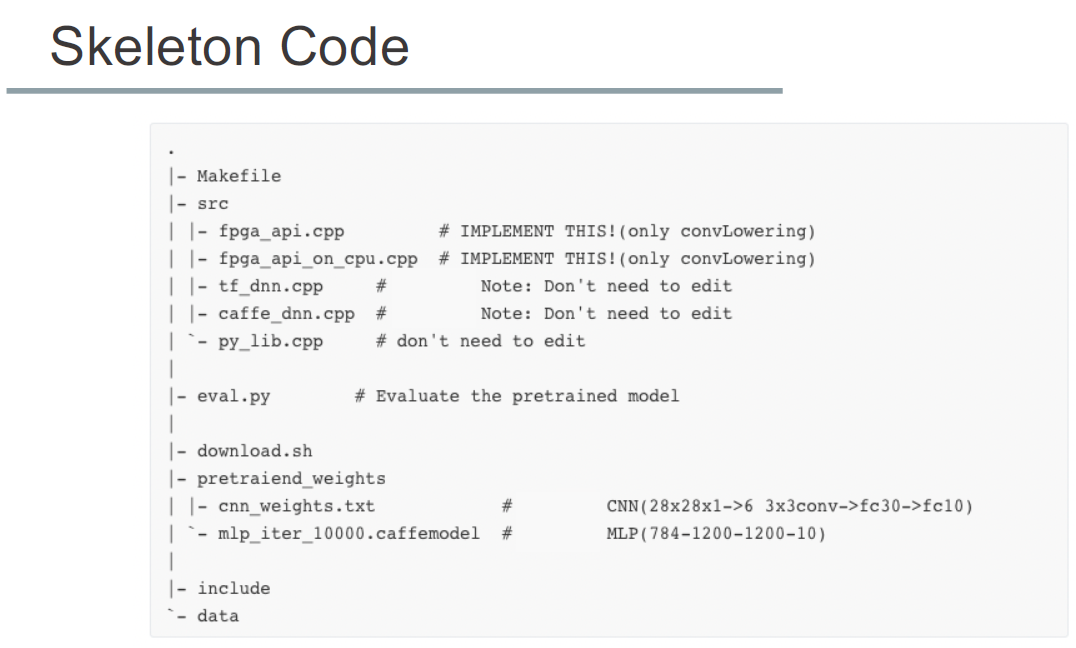 Skeleton Code
.
|- Makefile
|- src
| |- fpga_api.cpp         # IMPLEMENT THIS!(only convLowering)
| |- fpga_api_on_cpu.cpp  # IMPLEMENT THIS!(only convLowering)
| |- tf_dnn.cpp     #         Note: Don't need to edit
| |- caffe_dnn.cpp  #         Note: Don't need to edit
| `- py_lib.cpp     # don't need to edit
|
|- eval.py        # Evaluate the pretrained model
|
|- download.sh
|- pretraiend_weights
| |- cnn_weights.txt            #         CNN(28x28x1->6 3x3conv->fc30->fc10)
| `- mlp_iter_10000.caffemodel  #         MLP(784-1200-1200-10)
|
|- include
`- data